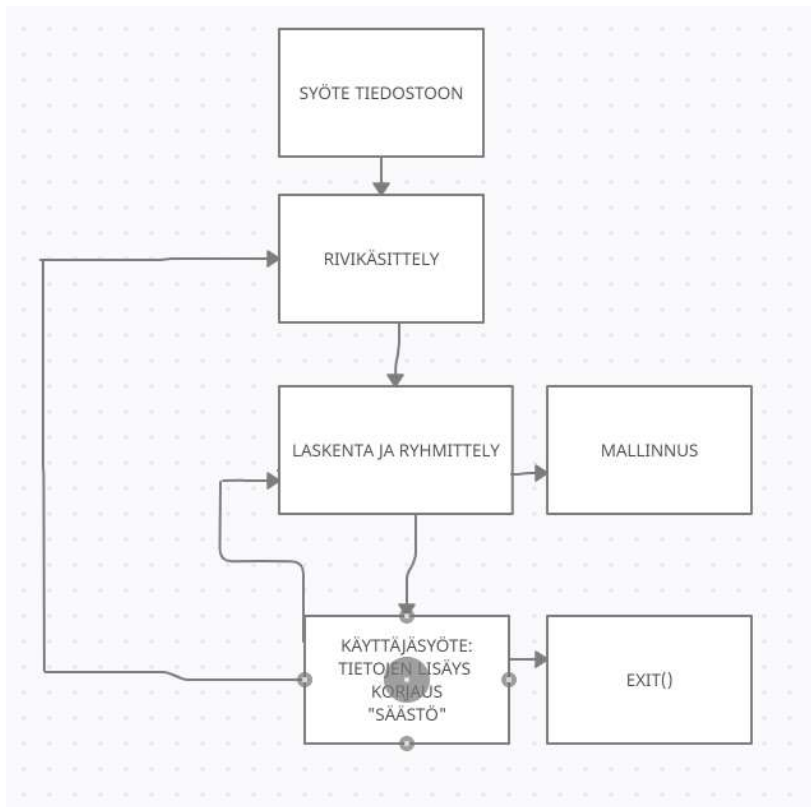 SYÖTE TIEDOSTOON
RIVIKÄSITTELY
LASKENTA JA RYHMITTELY
MALLINNUS
KÄYTTÄJÄSYÖTE:
TIETOJEN LISÄYS
KORJAUS
"SÄÄSTÖ"
EXIT()